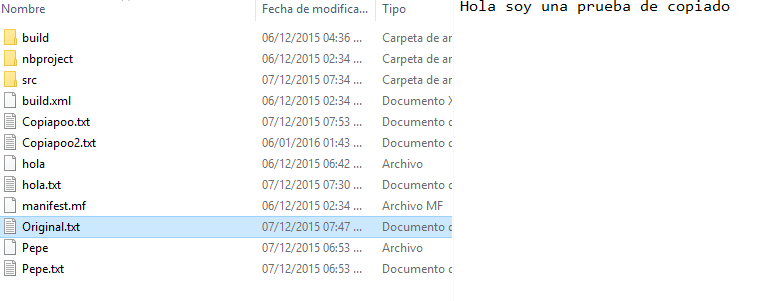 Nombre Fecha de modifica... Tipo Hola soy una prueba de copiado
build 06/12/2015 04:36 ... Carpeta de ar
nbproject 06/12/2015 02:34 ... Carpeta de ar
src 07/12/2015 07:34 ... Carpeta de ar
build.xml 06/12/2015 02:34 ... Documento X
Copiapoo.txt 07/12/2015 07:53 ... Documento d
Copiapoo2.txt 06/01/2016 01:43 ... Documento d
hola 06/12/2015 06:42 ... Archivo
hola.txt 07/12/2015 07:30 ... Documento d
manifest.mf 06/12/2015 02:34 ... Archivo MF
Original.txt 07/12/2015 07:47 ... Documento d
Pepe 07/12/2015 06:53 ... Archivo
Pepe.txt 07/12/2015 06:53 ... Documento d